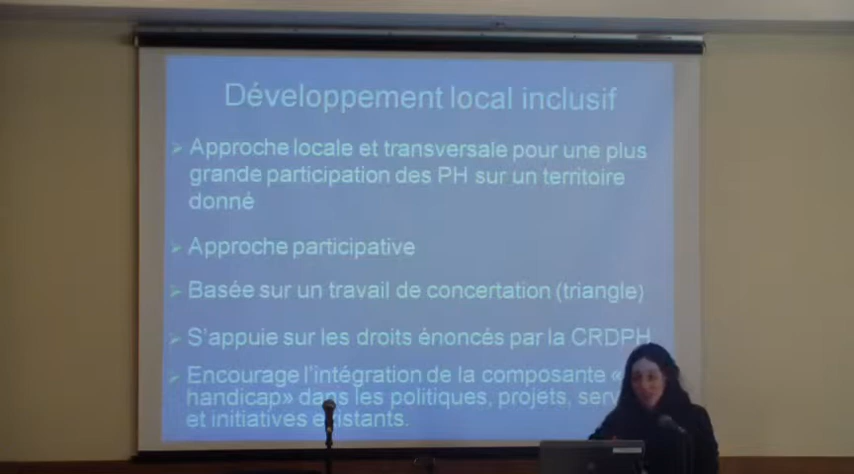 Développement local inclusif
Approche locale et transversale pour une plus
grande participation des PH sur un territoire
donné
Approche participative
Basée sur un travail de concertation (triangle)
S'appuie sur les droits énoncés par la CRDPH
Encourage l'intégration de la composante «
handicap» dans les politiques, projets,
et initiatives existants.